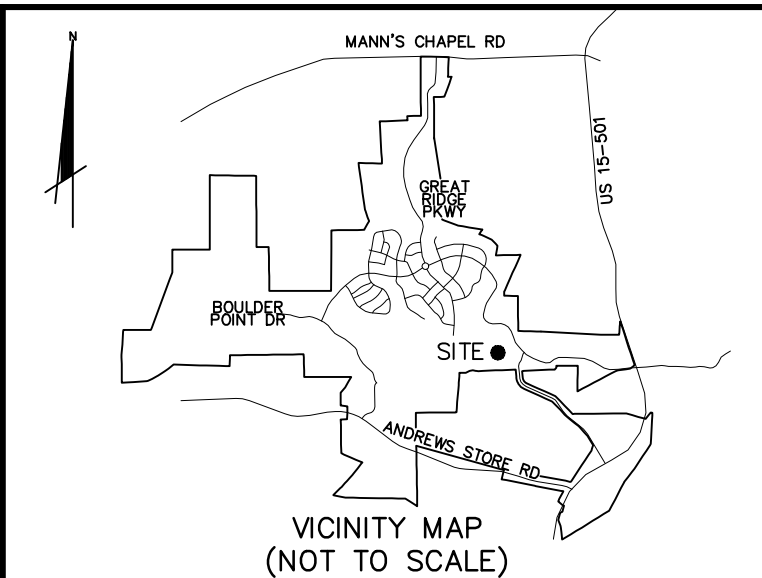 N
MANN'S CHAPEL RD
US 15-501
GREAT
RIDGE
PKWY
BOULDER
POINT DR
SITE
ANDREWS STORE RD
VICINITY MAP
(NOT TO SCALE)